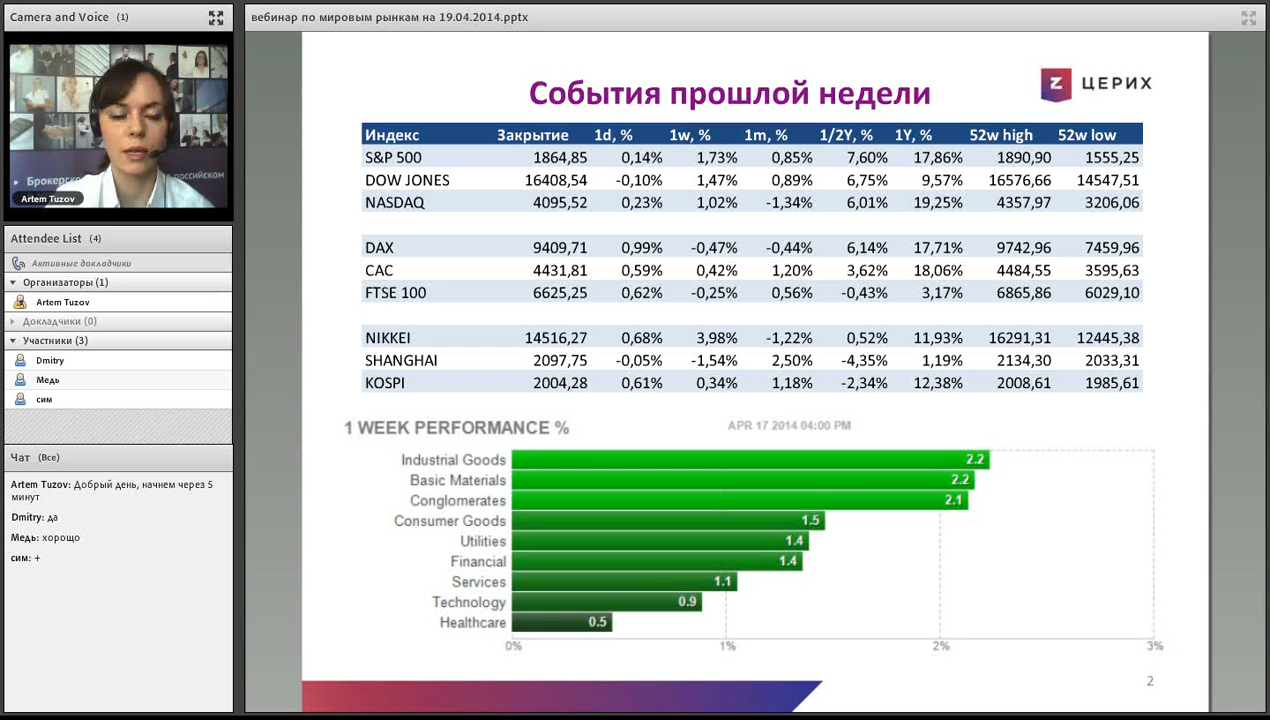 Camera and Voice (1)
Брокерск
-российском
Artem Tuzov
Attendee List (4)
Активные докладчики
Организаторы (1)
Artem Tuzov
Докладчики (0)
Участники (3)
Dmitry
Медь
сим
Чат (Все)
Artem Tuzov: Добрый день, начнем через 5
минут
Dmitry: да
Медь: хорошо
сим: +
вебинар по мировым рынкам на 19.04.2014.pptx
События прошлой недели
Z ЦЕРИХ
Индекс Закрытие 1d, % 1w, % 1m, % 1/2Y, % 1Y, % 52w high 52w low
S&P 500 1864,85 0,14% 1,73% 0,85% 7,60% 17,86% 1890,90 1555,25
DOW JONES 16408,54 -0,10% 1,47% 0,89% 6,75% 9,57% 16576,66 14547,51
NASDAQ 4095,52 0,23% 1,02% -1,34% 6,01% 19,25% 4357,97 3206,06
DAX 9409,71 0,99% -0,47% -0,44% 6,14% 17,71% 9742,96 7459,96
CAC 4431,81 0,59% 0,42% 1,20% 3,62% 18,06% 4484,55 3595,63
FTSE 100 6625,25 0,62% -0,25% 0,56% -0,43% 3,17% 6865,86 6029,10
NIKKEI 14516,27 0,68% 3,98% -1,22% 0,52% 11,93% 16291,31 12445,38
SHANGHAI 2097,75 -0,05% -1,54% 2,50% -4,35% 1,19% 2134,30 2033,31
KOSPI 2004,28 0,61% 0,34% 1,18% -2,34% 12,38% 2008,61 1985,61
1 WEEK PERFORMANCE % APR 17 2014 04:00 PM
Industrial Goods 2.2
Basic Materials 2.2
Conglomerates 2.1
Consumer Goods 1.5
Utilities 1.4
Financial 1.4
Services 1.1
Technology 0.9
Healthcare 0.5
0% 1% 2% 3%
2